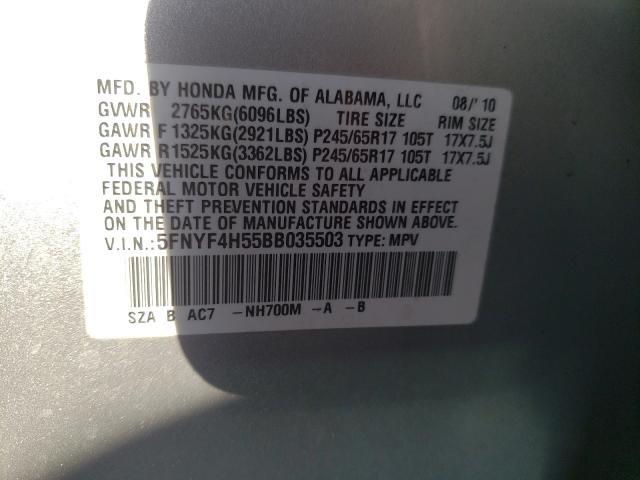 MFD. BY HONDA MFG. OF ALABAMA, LLC 08/'10
GVWR 2765KG(6096LBS) TIRE SIZE RIM SIZE
GAWR F 1325KG(2921LBS) P245/65R17 105T 17X7.5J
GAWR R1525KG(3362LBS) P245/65R17 105T 17X7.5J
THIS VEHICLE CONFORMS TO ALL APPLICABLE
FEDERAL MOTOR VEHICLE SAFETY
AND THEFT PREVENTION STANDARDS IN EFFECT
ON THE DATE OF MANUFACTURE SHOWN ABOVE.
V.I.N.:5FNYF4H55BB035503 TYPE: MPV
SZA B AC7 -NH700M -A -B